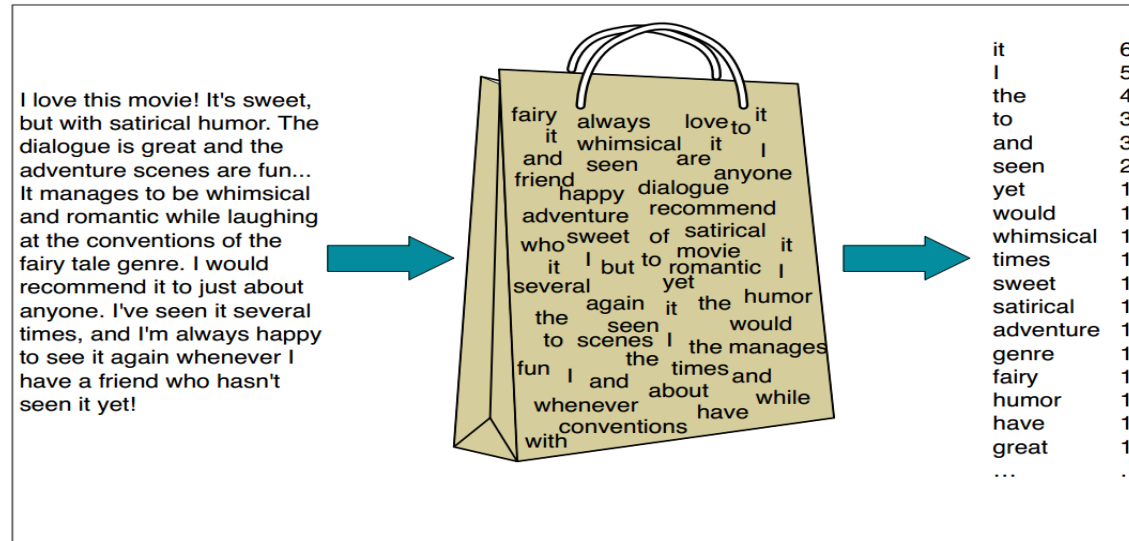 I love this movie! It's sweet,
but with satirical humor. The
dialogue is great and the
adventure scenes are fun...
It manages to be whimsical
and romantic while laughing
at the conventions of the
fairy tale genre. I would
recommend it to just about
anyone. I've seen it several
times, and I'm always happy
to see it again whenever I
have a friend who hasn't
seen it yet!
fairy always love to it
it whimsical it I
and seen are anyone
friend happy dialogue
adventure recommend
who sweet of satirical
it I but to movie it
several yet romantic I
again it the humor
the seen would
to scenes I the manages
fun the times and
I and about while
whenever have
conventions
with
it 6
I 5
the 4
to 3
and 3
seen 2
yet 1
would 1
whimsical 1
times 1
sweet 1
satirical 1
adventure 1
genre 1
fairy 1
humor 1
have 1
great 1
... .